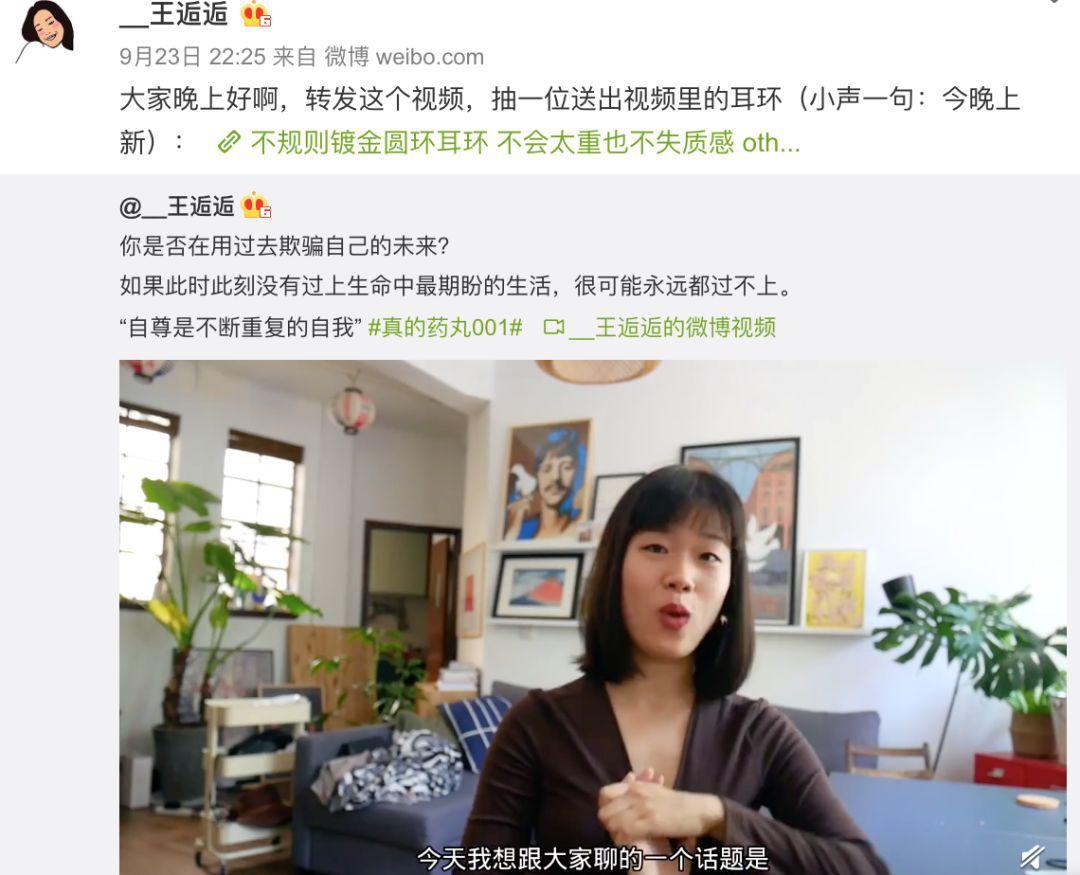 __王逅逅
9月23日 22:25 来自 微博 weibo.com
大家晚上好啊，转发这个视频，抽一位送出视频里的耳环（小声一句：今晚上
新）： 不规则镀金圆环耳环 不会太重也不失质感 oth...
@__王逅逅
你是否在用过去欺骗自己的未来?
如果此时此刻没有过上生命中最期盼的生活，很可能永远都过不上。
“自尊是不断重复的自我” #真的药丸001# __王逅逅的微博视频
今天我想跟大家聊的一个话题是